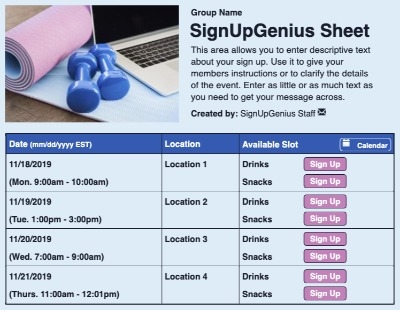 Group Name
SignUpGenius Sheet
This area allows you to enter descriptive text
about your sign up. Use it to give your
members instructions or to clarify the details
of the event. Enter as little or as much text as
you need to get your message across.
Created by: SignUpGenius Staff
Date (mm/dd/yyyy EST) Location Available Slot Calendar
11/18/2019 Location 1 Drinks Sign Up
(Mon. 9:00am - 10:00am) Snacks Sign Up
11/19/2019 Location 2 Drinks Sign Up
(Tue. 1:00pm - 3:00pm) Snacks Sign Up
11/20/2019 Location 3 Drinks Sign Up
(Wed. 7:00am - 9:00am) Snacks Sign Up
11/21/2019 Location 4 Drinks Sign Up
(Thurs. 11:00am - 12:01pm) Snacks Sign Up